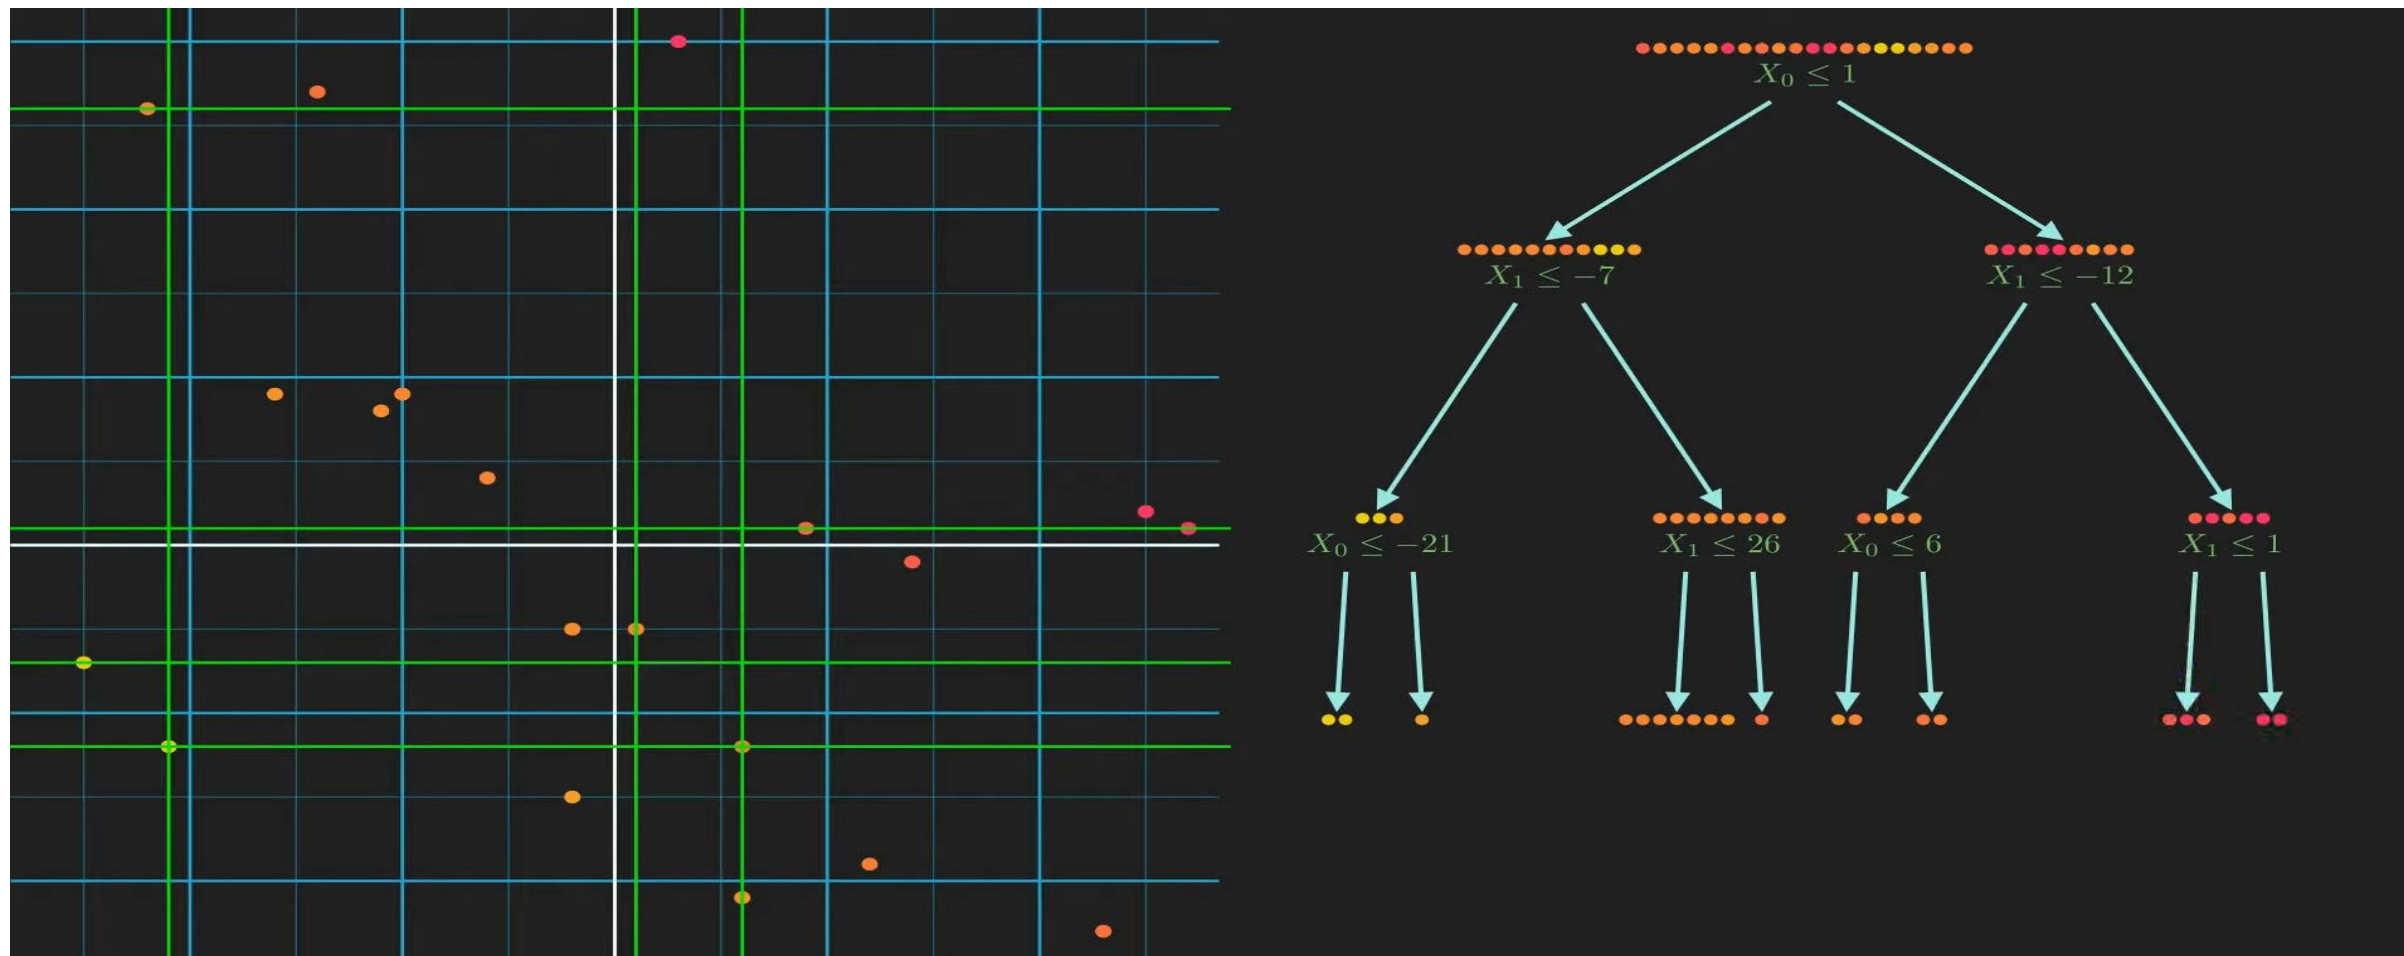 X₀ ≤ 1
X₁ ≤ −7
X₁ ≤ −12
X₀ ≤ −21
X₁ ≤ 26
X₀ ≤ 6
X₁ ≤ 1